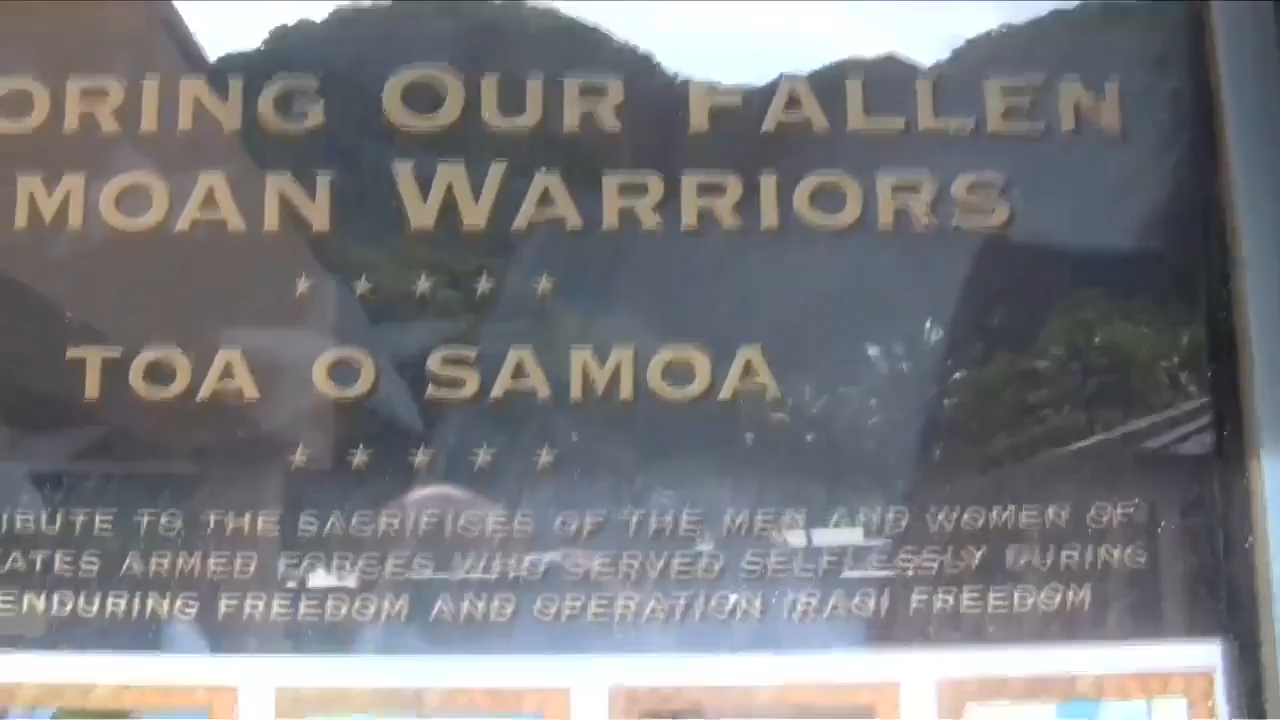 ORING OUR FALLEN
MOAN WARRIORS
TOA O SAMOA
IBUTE TO THE SACRIFICES OF THE MEN AND WOMEN OF
ATES ARMED FORCES WHO SERVED SELFLESSLY DURING
ENDURING FREEDOM AND OPERATION IRAQI FREEDOM